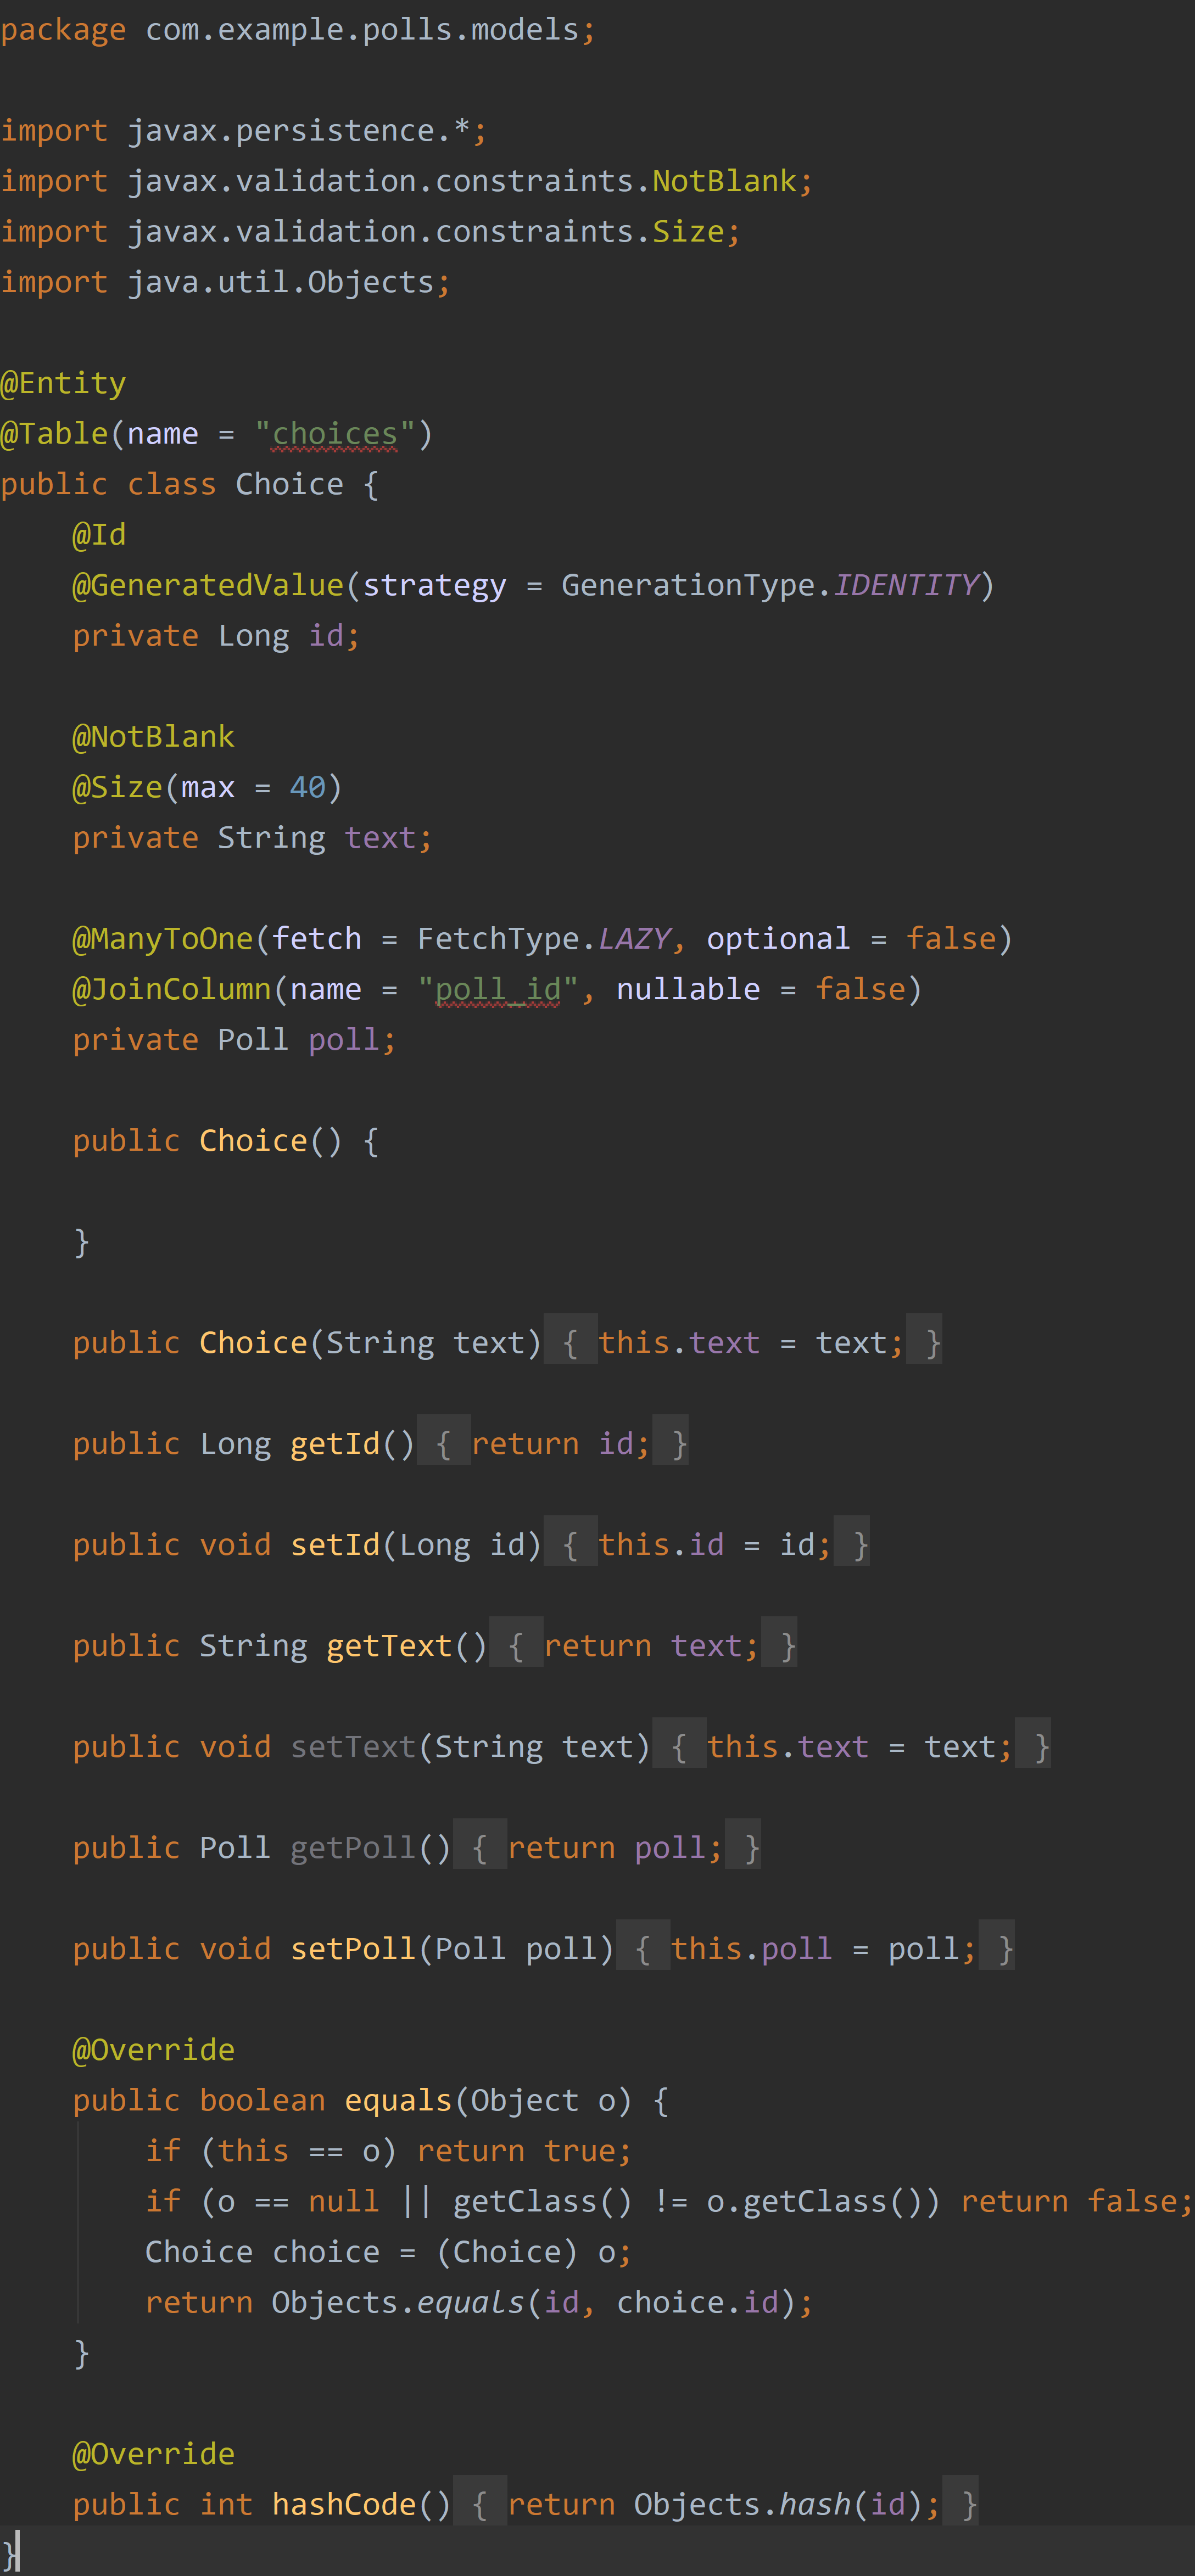 package com.example.polls.models;
import javax.persistence.*;
import javax.validation.constraints.NotBlank;
import javax.validation.constraints.Size;
import java.util.Objects;
@Entity
@Table(name = "choices")
public class Choice {
@Id
@GeneratedValue(strategy = GenerationType.IDENTITY)
private Long id;
@NotBlank
@Size(max = 40)
private String text;
@ManyToOne(fetch = FetchType.LAZY, optional = false)
@JoinColumn(name = "poll_id", nullable = false)
private Poll poll;
public Choice() {
}
public Choice(String text) { this.text = text; }
public Long getId() { return id; }
public void setId(Long id) { this.id = id; }
public String getText() { return text; }
public void setText(String text) { this.text = text; }
public Poll getPoll() { return poll; }
public void setPoll(Poll poll) { this.poll = poll; }
@Override
public boolean equals(Object o) {
if (this == o) return true;
if (o == null || getClass() != o.getClass()) return false;
Choice choice = (Choice) o;
return Objects.equals(id, choice.id);
}
@Override
public int hashCode() { return Objects.hash(id); }
}